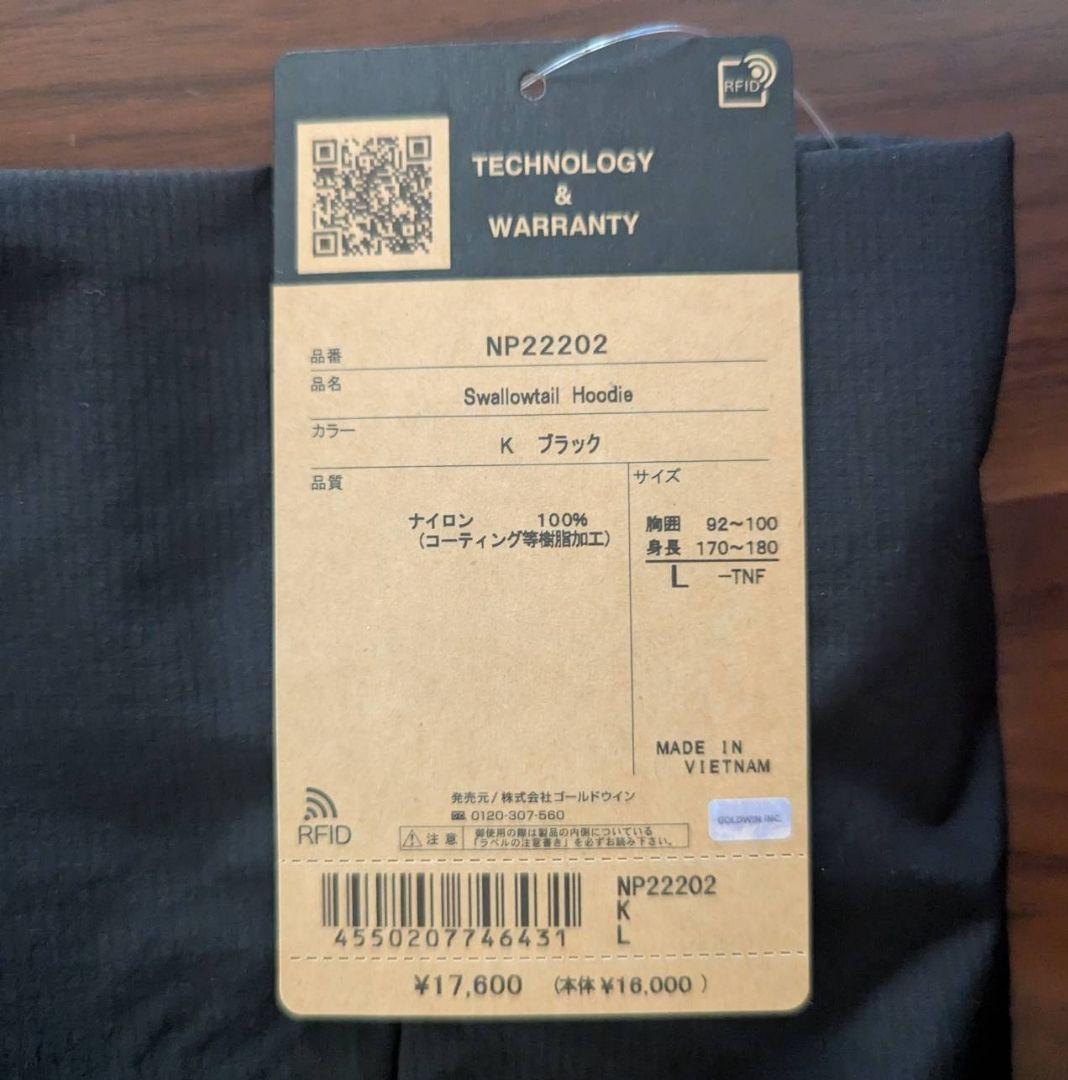 RFID
TECHNOLOGY
&
WARRANTY
品番 NP22202
品名 Swallowtail Hoodie
カラー K ブラック
品質
ナイロン 100%
(コーティング等樹脂加工)
サイズ
胸囲 92〜100
身長 170〜180
L -TNF
MADE IN
VIETNAM
発売元/株式会社ゴールドウイン
0120-307-560
RFID
注意
御使用の際は製品の内側についている
「ラベルの注意書き」を必ずお読み下さい。
GOLDWIN INC.
4550207746431
NP22202
K
L
¥17,600 (本体¥16,000 )